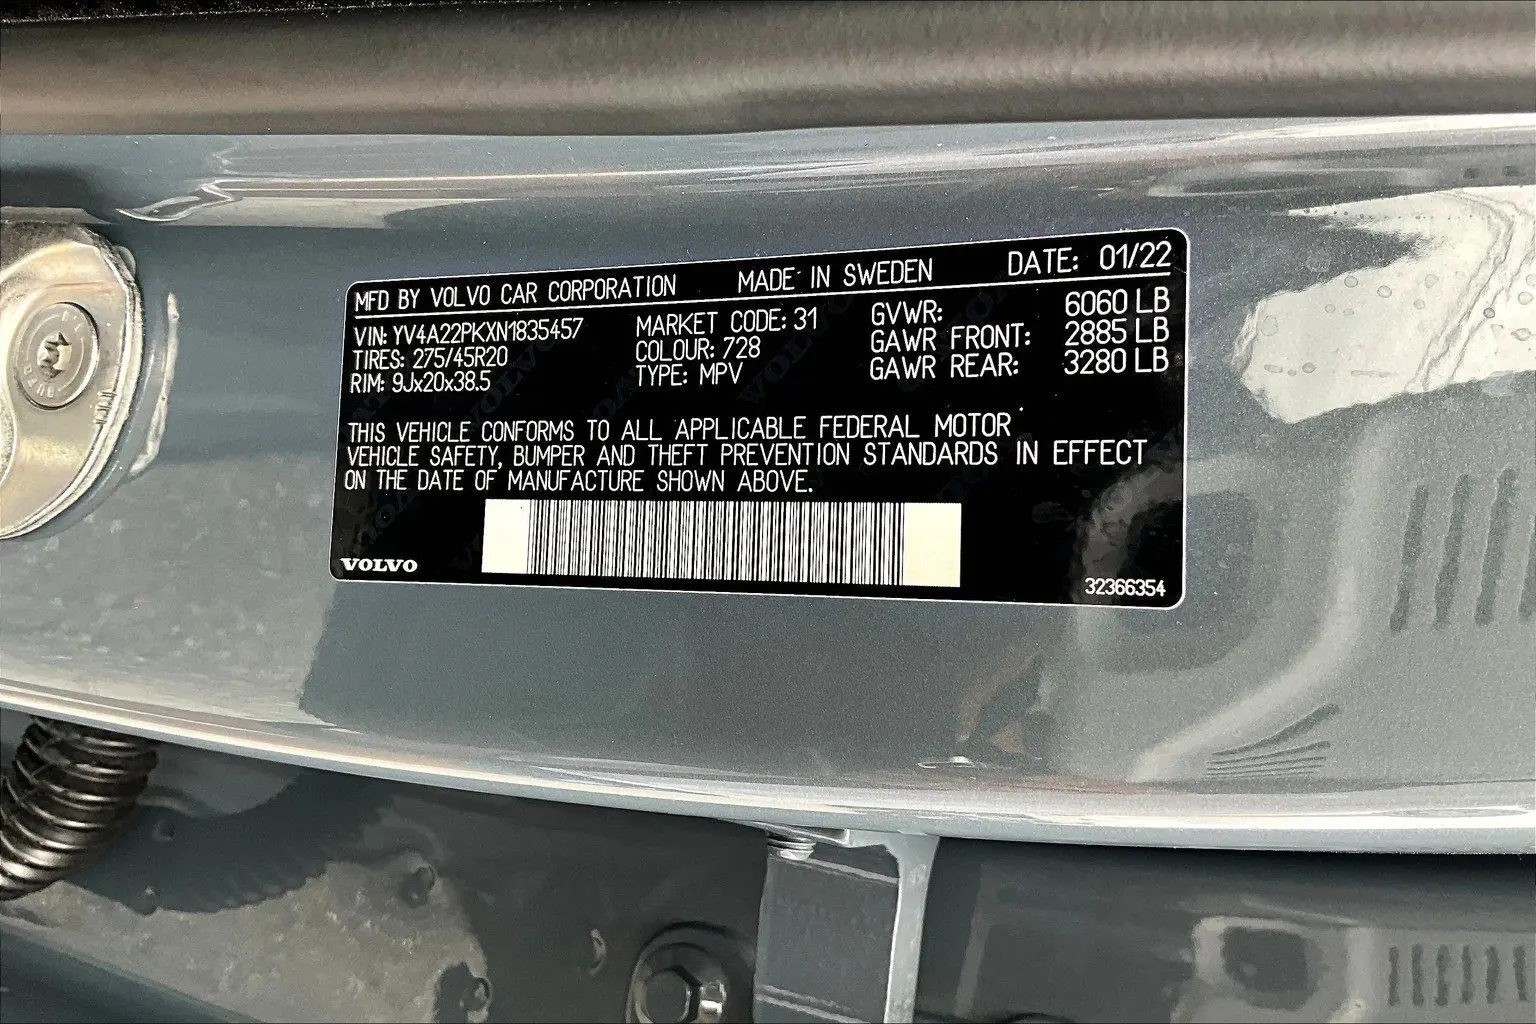 MFD BY VOLVO CAR CORPORATION MADE IN SWEDEN DATE: 01/22
VIN: YV4A22PKXN1835457 MARKET CODE: 31 GVWR: 6060 LB
TIRES: 275/45R20 COLOUR: 728 GAWR FRONT: 2885 LB
RIM: 9Jx20x38.5 TYPE: MPV GAWR REAR: 3280 LB
THIS VEHICLE CONFORMS TO ALL APPLICABLE FEDERAL MOTOR
VEHICLE SAFETY, BUMPER AND THEFT PREVENTION STANDARDS IN EFFECT
ON THE DATE OF MANUFACTURE SHOWN ABOVE.
VOLVO 32366354